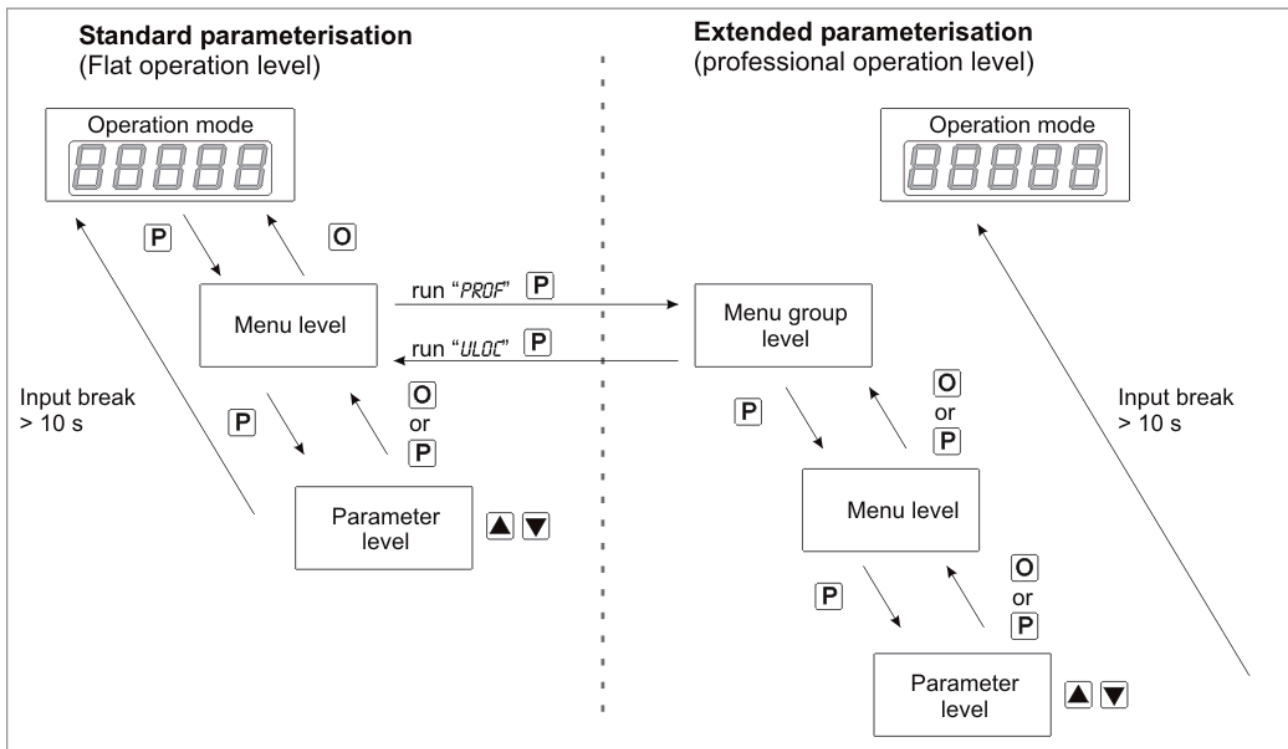 Standard parameterisation
(Flat operation level)
Operation mode
88888
P
O
Menu level
run “PROF” P
run “ULOC” P
Input break
> 10 s
P
O
or
P
Parameter
level
▲ ▼
Extended parameterisation
(professional operation level)
Operation mode
88888
Menu group
level
P
O
or
P
Input break
> 10 s
Menu level
P
O
or
P
Parameter
level
▲ ▼